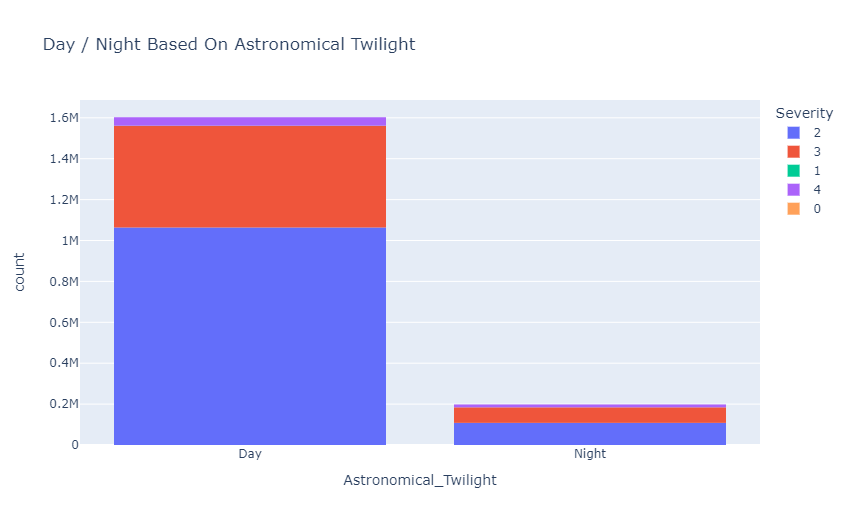 Day / Night Based On Astronomical Twilight
Severity
2
3
1
4
0
1.6M
1.4M
1.2M
1M
0.8M
0.6M
0.4M
0.2M
0
count
Day
Night
Astronomical_Twilight